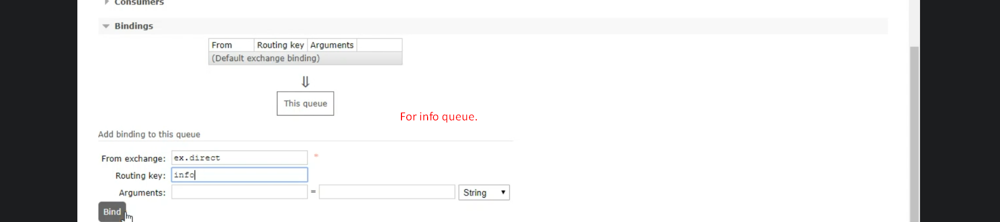 Consumers
Bindings
From Routing key Arguments
(Default exchange binding)
⇓
This queue
For info queue.
Add binding to this queue
From exchange: ex.direct *
Routing key: info
Arguments: = String
Bind